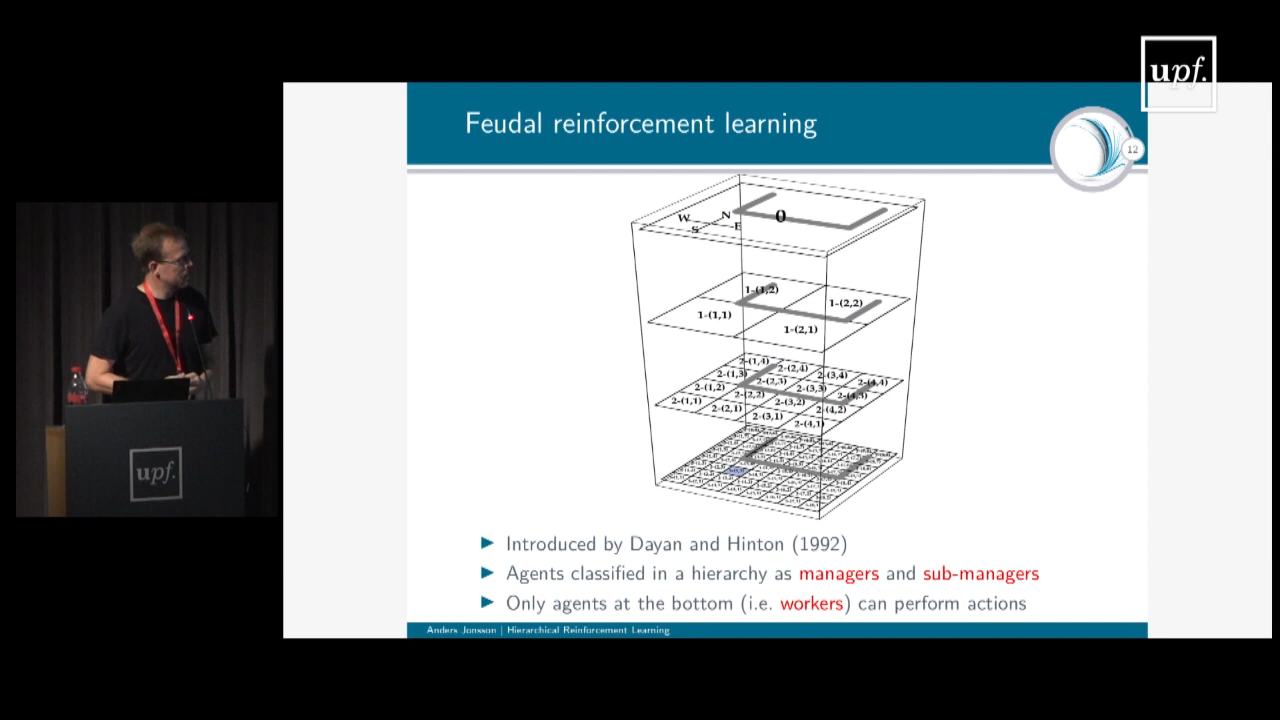 upf.
Feudal reinforcement learning
12
W
N
S
E
0
1-(1,2)
1-(2,2)
1-(1,1)
1-(2,1)
2-(1,4)
2-(2,4)
2-(3,4)
2-(4,4)
2-(1,3)
2-(2,3)
2-(3,3)
2-(4,3)
2-(1,2)
2-(2,2)
2-(3,2)
2-(4,2)
2-(1,1)
2-(2,1)
2-(3,1)
2-(4,1)
Introduced by Dayan and Hinton (1992)
Agents classified in a hierarchy as managers and sub-managers
Only agents at the bottom (i.e. workers) can perform actions
Anders Jonsson | Hierarchical Reinforcement Learning
upf.